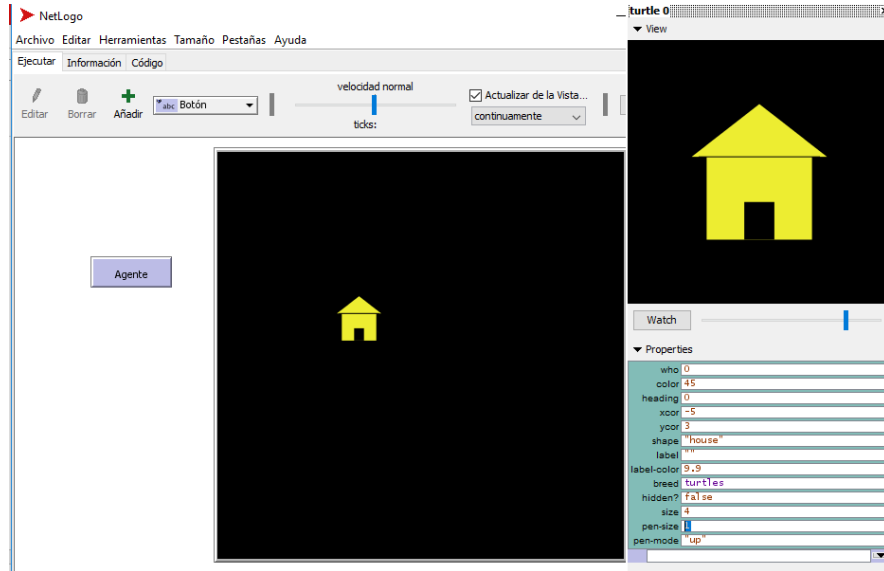 NetLogo
Archivo Editar Herramientas Tamaño Pestañas Ayuda
Ejecutar Información Código
Editar Borrar Añadir abc Botón
velocidad normal
ticks:
Actualizar de la Vista...
continuamente
Agente
turtle 0
View
Watch
Properties
who 0
color 45
heading 0
xcor -5
ycor 3
shape "house"
label ""
label-color 9.9
breed turtles
hidden? false
size 4
pen-size 1
pen-mode "up"